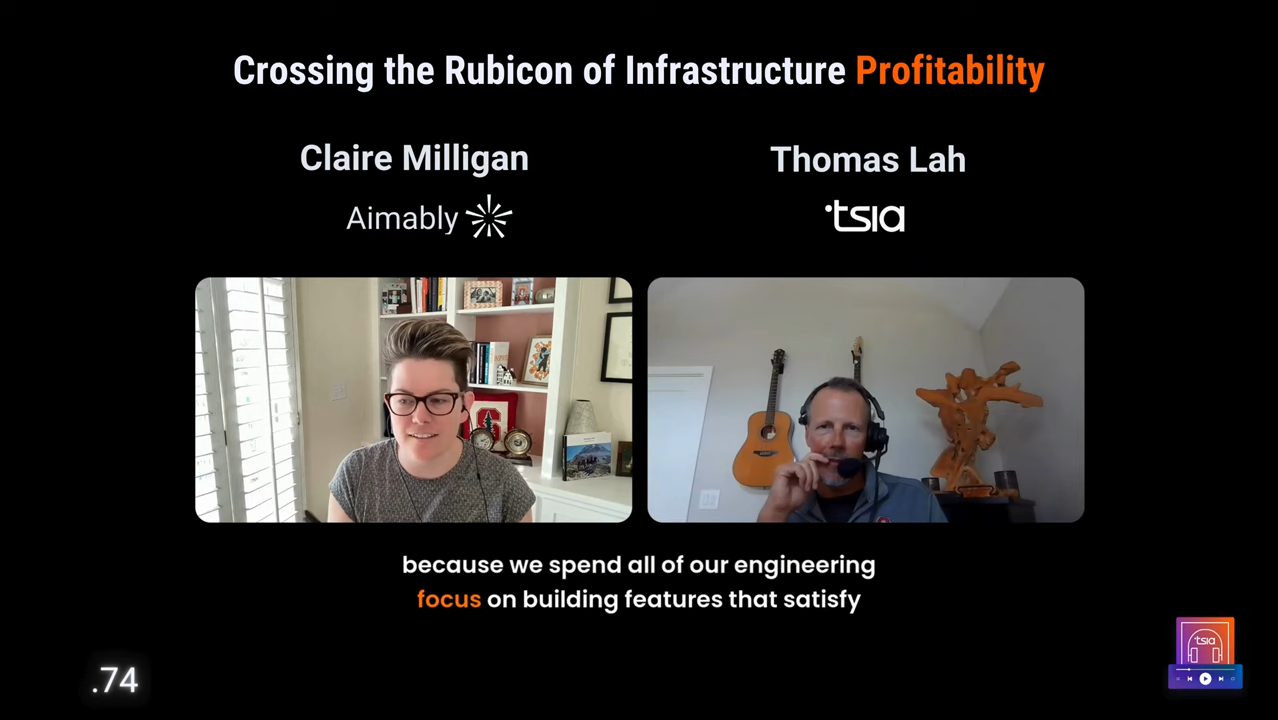 Crossing the Rubicon of Infrastructure Profitability
Claire Milligan
Thomas Lah
Aimably
tsia
because we spend all of our engineering
focus on building features that satisfy
.74
tsia